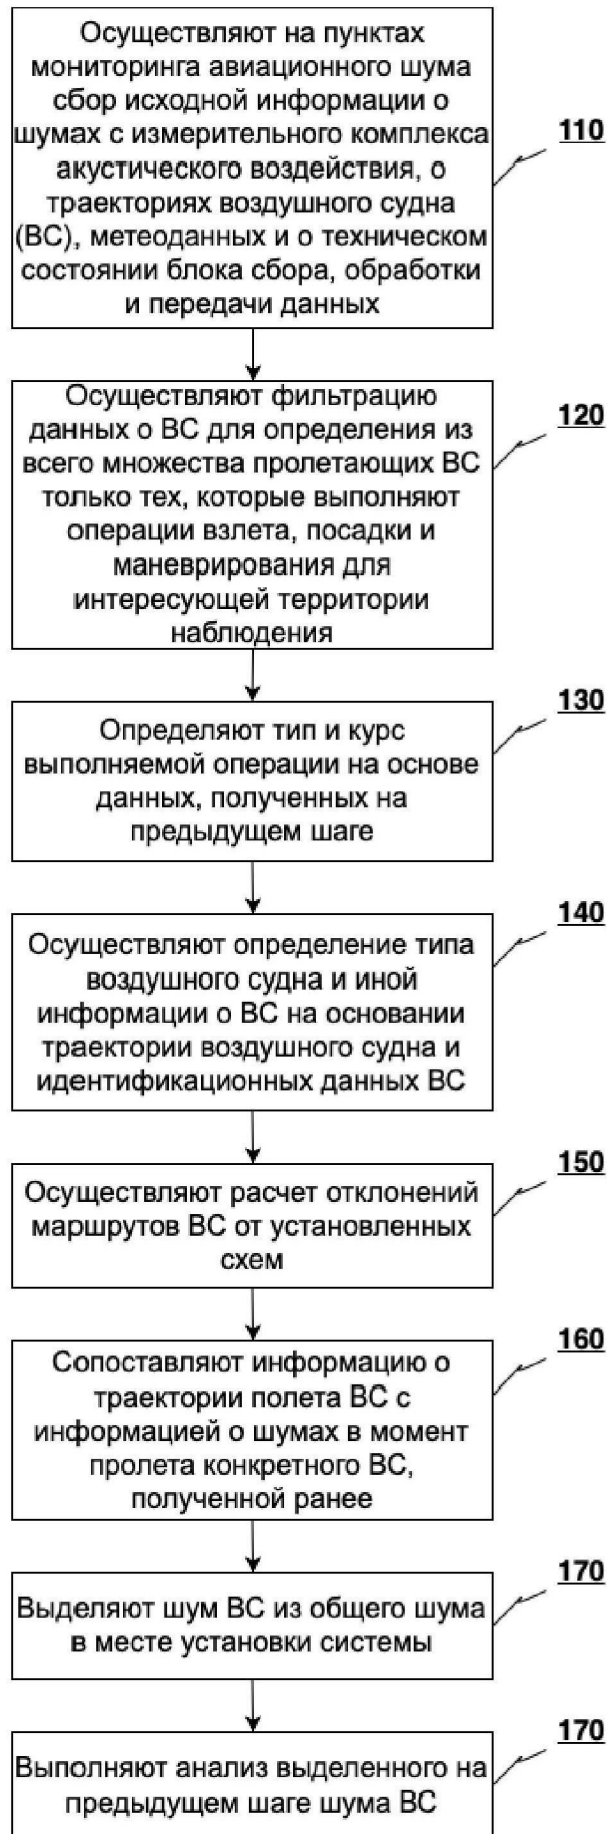 Осуществляют на пунктах
мониторинга авиационного шума
сбор исходной информации о
шумах с измерительного комплекса
акустического воздействия, о
траекториях воздушного судна
(ВС), метеоданных и о техническом
состоянии блока сбора, обработки
и передачи данных
110
Осуществляют фильтрацию
данных о ВС для определения из
всего множества пролетающих ВС
только тех, которые выполняют
операции взлета, посадки и
маневрирования для
интересующей территории
наблюдения
120
Определяют тип и курс
выполняемой операции на основе
данных, полученных на
предыдущем шаге
130
Осуществляют определение типа
воздушного судна и иной
информации о ВС на основании
траектории воздушного судна и
идентификационных данных ВС
140
Осуществляют расчет отклонений
маршрутов ВС от установленных
схем
150
Сопоставляют информацию о
траектории полета ВС с
информацией о шумах в момент
пролета конкретного ВС,
полученной ранее
160
Выделяют шум ВС из общего шума
в месте установки системы
170
Выполняют анализ выделенного на
предыдущем шаге шума ВС
170